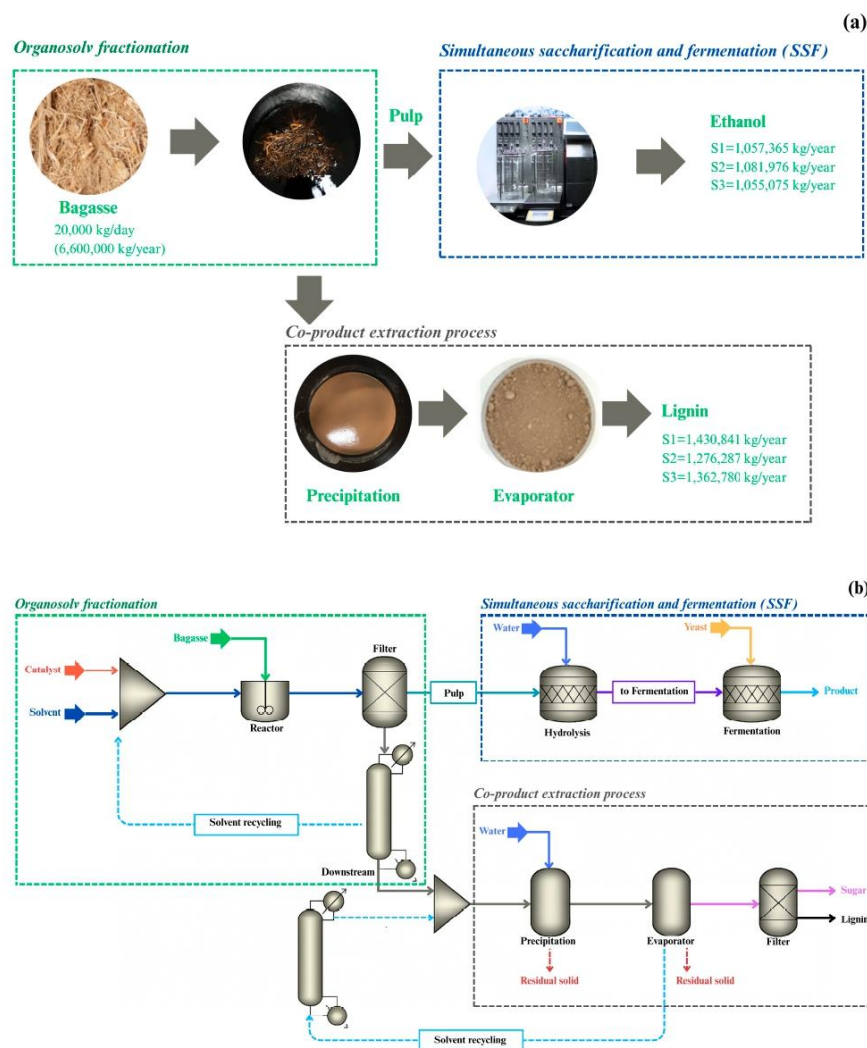 (a)
Organosolv fractionation
Simultaneous saccharification and fermentation (SSF)
Pulp
Ethanol
S1=1,057,365 kg/year
S2=1,081,976 kg/year
S3=1,055,075 kg/year
Bagasse
20,000 kg/day
(6,600,000 kg/year)
Co-product extraction process
Lignin
S1=1,430,841 kg/year
S2=1,276,287 kg/year
S3=1,362,780 kg/year
Precipitation
Evaporator
(b)
Organosolv fractionation
Simultaneous saccharification and fermentation (SSF)
Bagasse
Filter
Water
Yeast
Catalyst
Solvent
Reactor
Pulp
to Fermentation
Product
Hydrolysis
Fermentation
Solvent recycling
Co-product extraction process
Water
Downstream
Sugar
Lignin
Precipitation
Evaporator
Filter
Residual solid
Residual solid
Solvent recycling